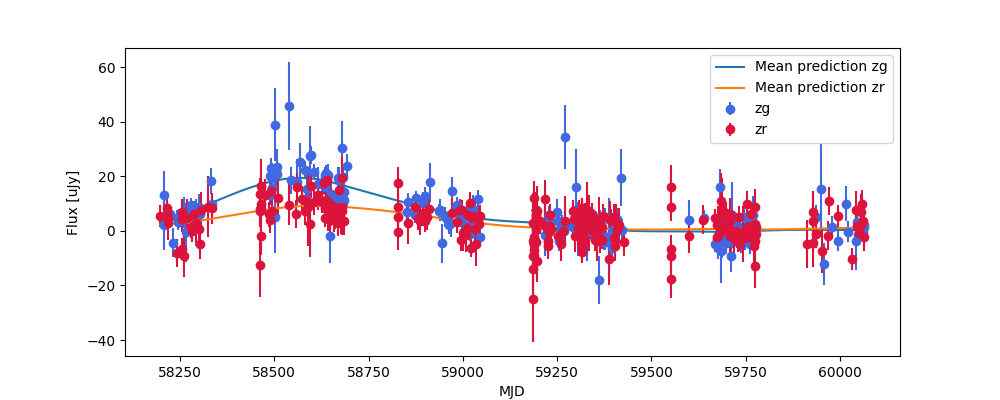 60
40
20
0
−20
−40
Flux [uJy]
58250
58500
58750
59000
59250
59500
59750
60000
MJD
Mean prediction zg
Mean prediction zr
zg
zr